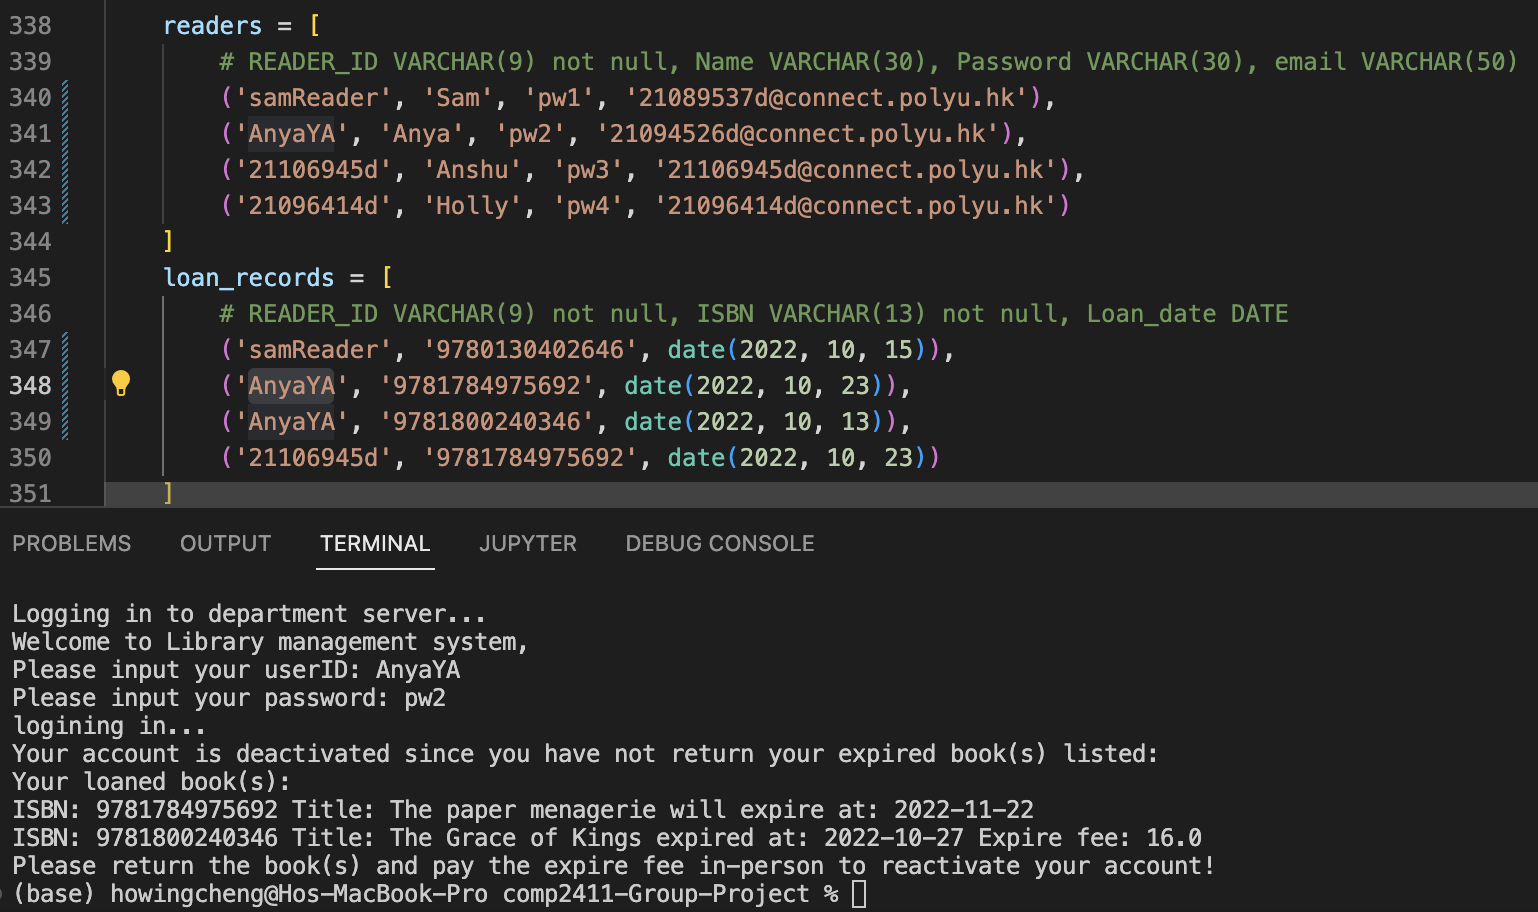 338 readers = [
339 # READER_ID VARCHAR(9) not null, Name VARCHAR(30), Password VARCHAR(30), email VARCHAR(50)
340 ('samReader', 'Sam', 'pw1', '21089537d@connect.polyu.hk'),
341 ('AnyaYA', 'Anya', 'pw2', '21094526d@connect.polyu.hk'),
342 ('21106945d', 'Anshu', 'pw3', '21106945d@connect.polyu.hk'),
343 ('21096414d', 'Holly', 'pw4', '21096414d@connect.polyu.hk')
344 ]
345 loan_records = [
346 # READER_ID VARCHAR(9) not null, ISBN VARCHAR(13) not null, Loan_date DATE
347 ('samReader', '9780130402646', date(2022, 10, 15)),
348 ('AnyaYA', '9781784975692', date(2022, 10, 23)),
349 ('AnyaYA', '9781800240346', date(2022, 10, 13)),
350 ('21106945d', '9781784975692', date(2022, 10, 23))
351 ]
PROBLEMS OUTPUT TERMINAL JUPYTER DEBUG CONSOLE
Logging in to department server...
Welcome to Library management system,
Please input your userID: AnyaYA
Please input your password: pw2
logining in...
Your account is deactivated since you have not return your expired book(s) listed:
Your loaned book(s):
ISBN: 9781784975692 Title: The paper menagerie will expire at: 2022-11-22
ISBN: 9781800240346 Title: The Grace of Kings expired at: 2022-10-27 Expire fee: 16.0
Please return the book(s) and pay the expire fee in-person to reactivate your account!
(base) howingcheng@Hos-MacBook-Pro comp2411-Group-Project %